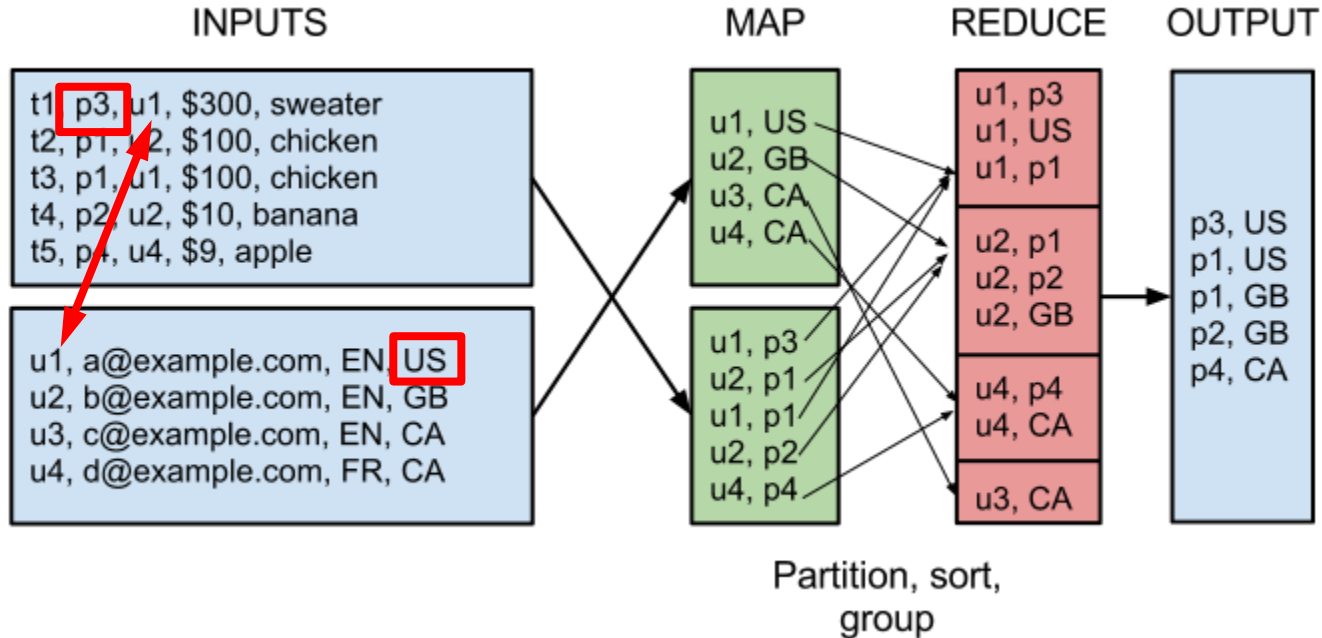 INPUTS
MAP
REDUCE
OUTPUT
t1, p3, u1, $300, sweater
t2, p1, u2, $100, chicken
t3, p1, u1, $100, chicken
t4, p2, u2, $10, banana
t5, p4, u4, $9, apple
u1, a@example.com, EN, US
u2, b@example.com, EN, GB
u3, c@example.com, EN, CA
u4, d@example.com, FR, CA
u1, US
u2, GB
u3, CA
u4, CA
u1, p3
u2, p1
u1, p1
u2, p2
u4, p4
u1, p3
u1, US
u1, p1
u2, p1
u2, p2
u2, GB
u4, p4
u4, CA
u3, CA
p3, US
p1, US
p1, GB
p2, GB
p4, CA
Partition, sort,
group